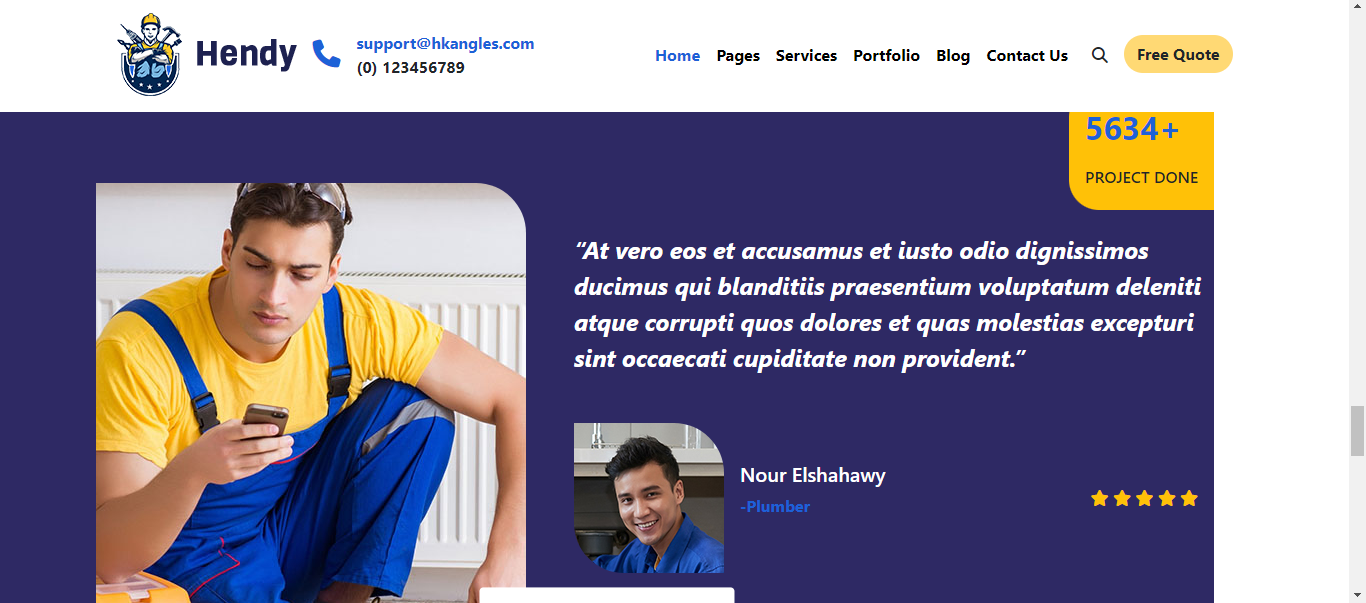 Hendy
support@hkangles.com
(0) 123456789
Home Pages Services Portfolio Blog Contact Us Free Quote
5634+
PROJECT DONE
“At vero eos et accusamus et iusto odio dignissimos
ducimus qui blanditiis praesentium voluptatum deleniti
atque corrupti quos dolores et quas molestias excepturi
sint occaecati cupiditate non provident.”
Nour Elshahawy
-Plumber